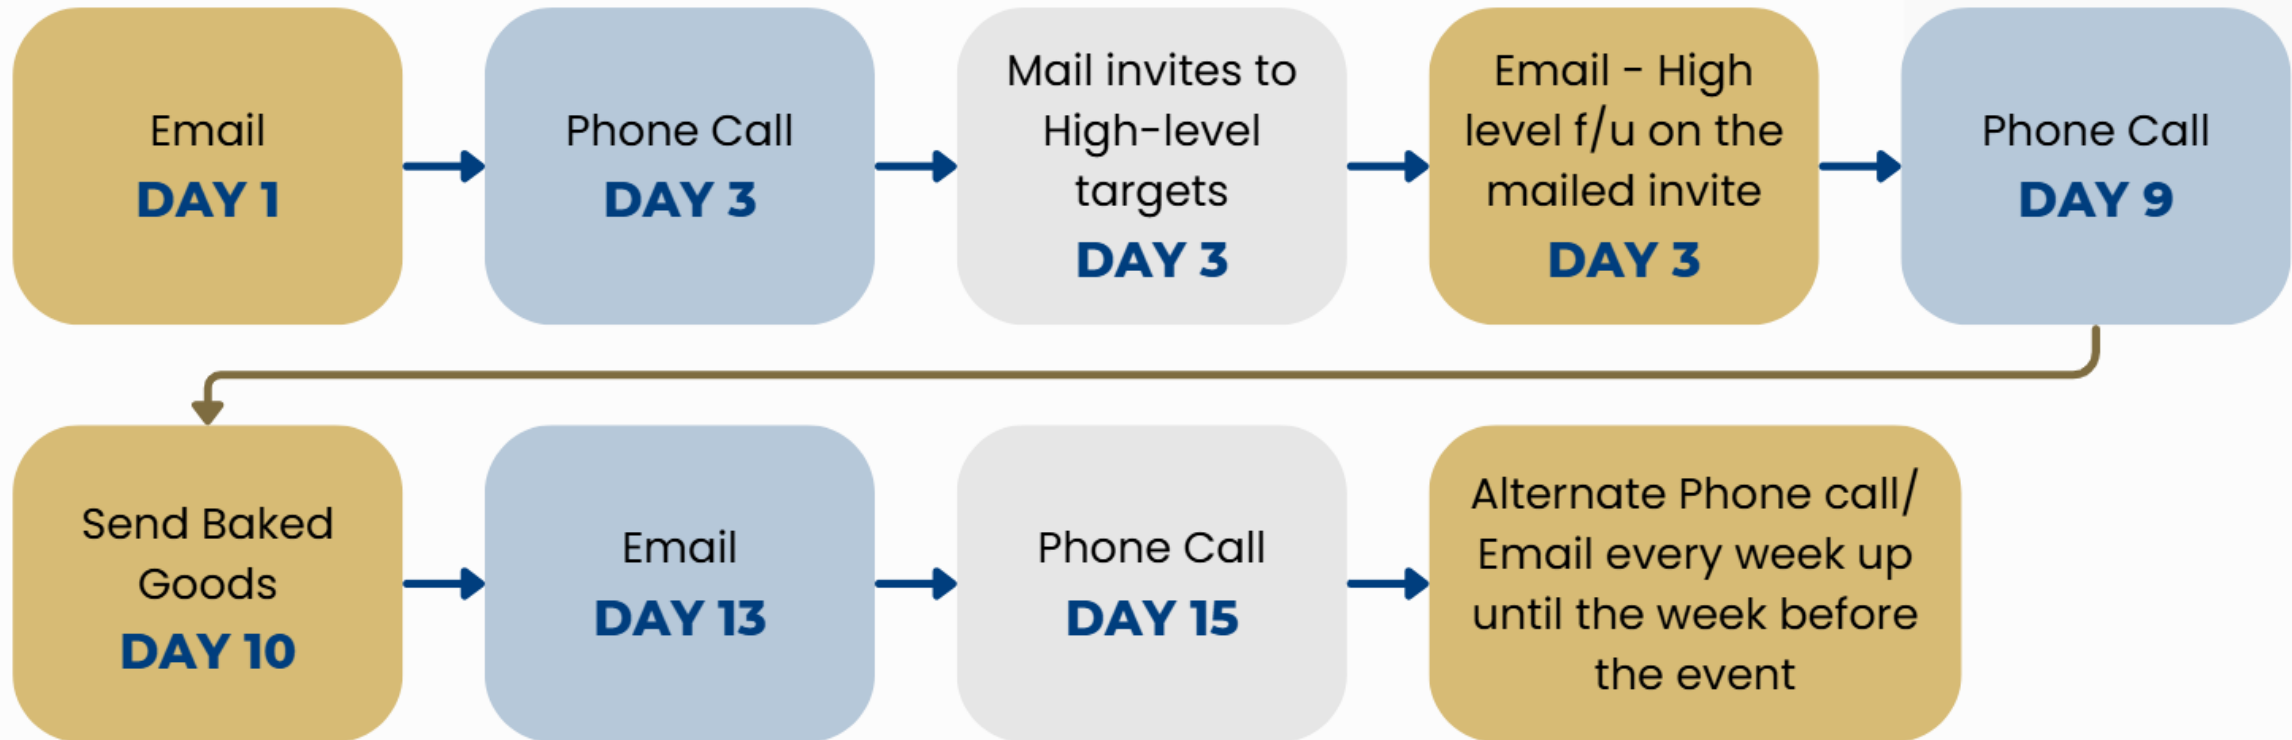 Email
DAY 1
Phone Call
DAY 3
Mail invites to
High-level
targets
DAY 3
Email - High
level f/u on the
mailed invite
DAY 3
Phone Call
DAY 9
Send Baked
Goods
DAY 10
Email
DAY 13
Phone Call
DAY 15
Alternate Phone call/
Email every week up
until the week before
the event